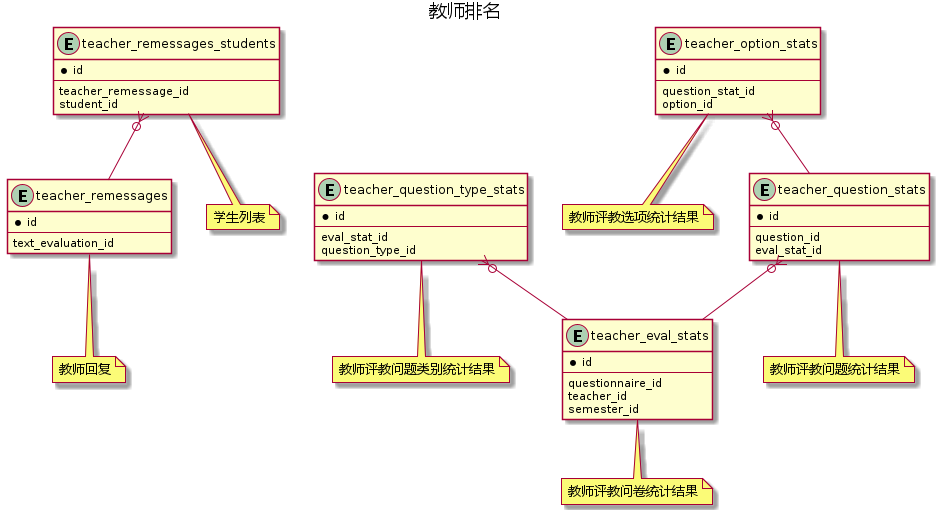 教师排名
E teacher_remessages_students
id
teacher_remessage_id
student_id
E teacher_option_stats
id
question_stat_id
option_id
E teacher_remessages
id
text_evaluation_id
学生列表
E teacher_question_type_stats
id
eval_stat_id
question_type_id
教师评教选项统计结果
E teacher_question_stats
id
question_id
eval_stat_id
教师回复
教师评教问题类别统计结果
E teacher_eval_stats
id
questionnaire_id
teacher_id
semester_id
教师评教问题统计结果
教师评教问卷统计结果